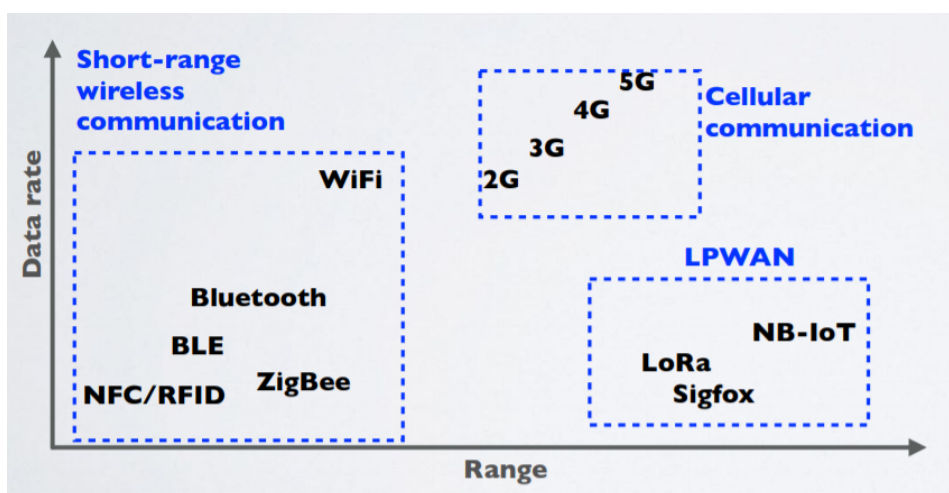 Short-range
wireless
communication
5G
4G
3G
2G
Cellular
communication
WiFi
Data rate
LPWAN
Bluetooth
BLE
ZigBee
NFC/RFID
NB-IoT
LoRa
Sigfox
Range